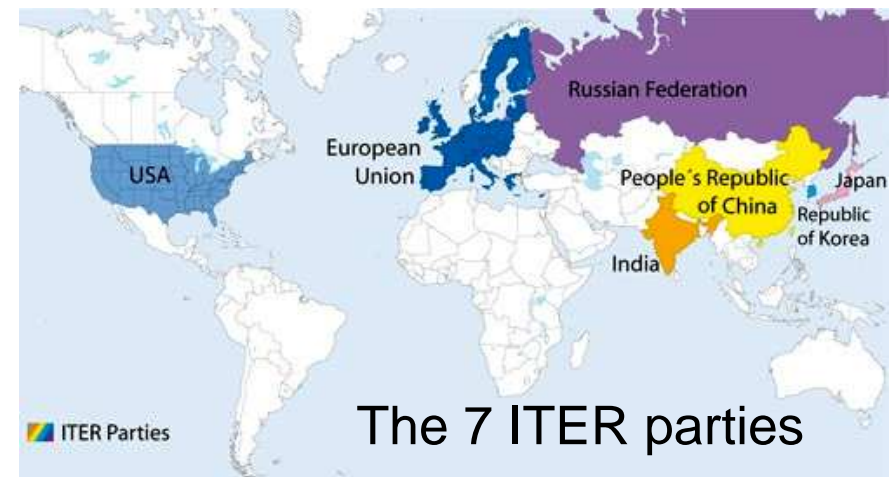 Russian Federation
European
Union
USA
People´s Republic
of China
Japan
Republic
of Korea
India
ITER Parties
The 7 ITER parties